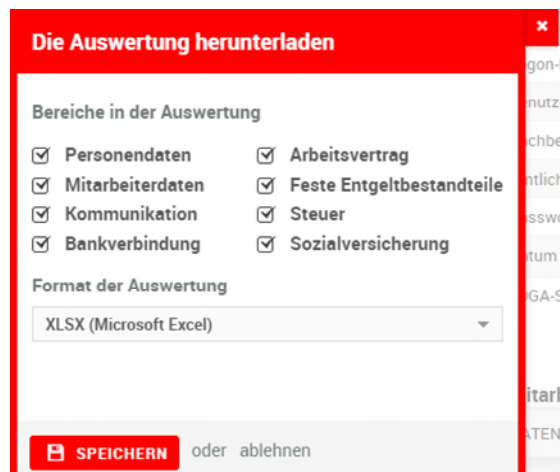 Die Auswertung herunterladen
Bereiche in der Auswertung
Personendaten
Arbeitsvertrag
Mitarbeiterdaten
Feste Entgeltbestandteile
Kommunikation
Steuer
Bankverbindung
Sozialversicherung
Format der Auswertung
XLSX (Microsoft Excel)
SPEICHERN oder ablehnen